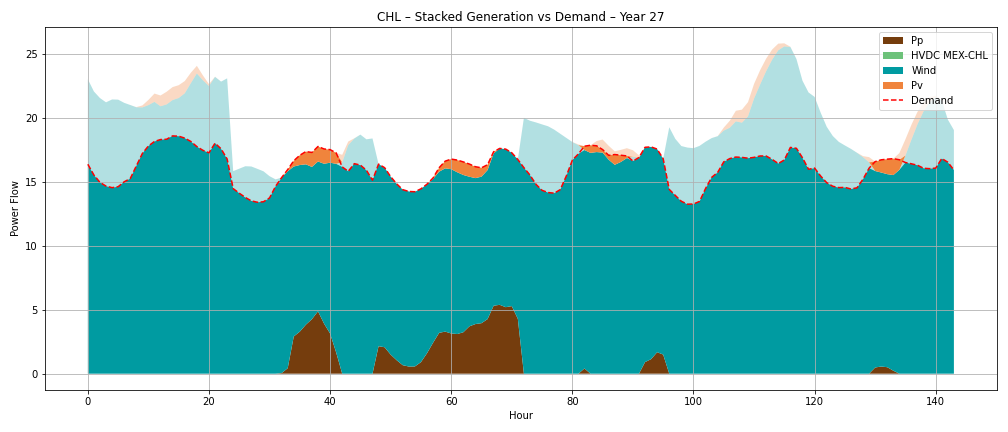 CHL – Stacked Generation vs Demand – Year 27
Power Flow
25
20
15
10
5
0
0 20 40 60 80 100 120 140
Hour
Pp
HVDC MEX-CHL
Wind
Pv
Demand